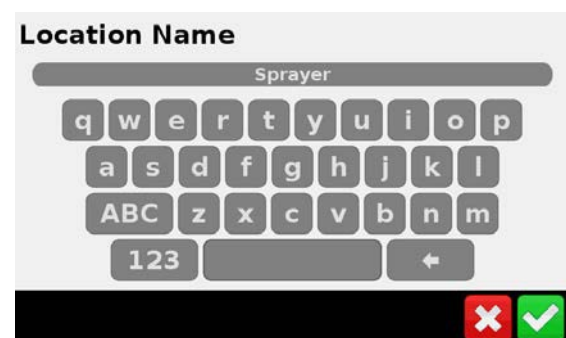 Location Name
Sprayer
q w e r t y u i o p
a s d f g h j k l
ABC z x c v b n m
123